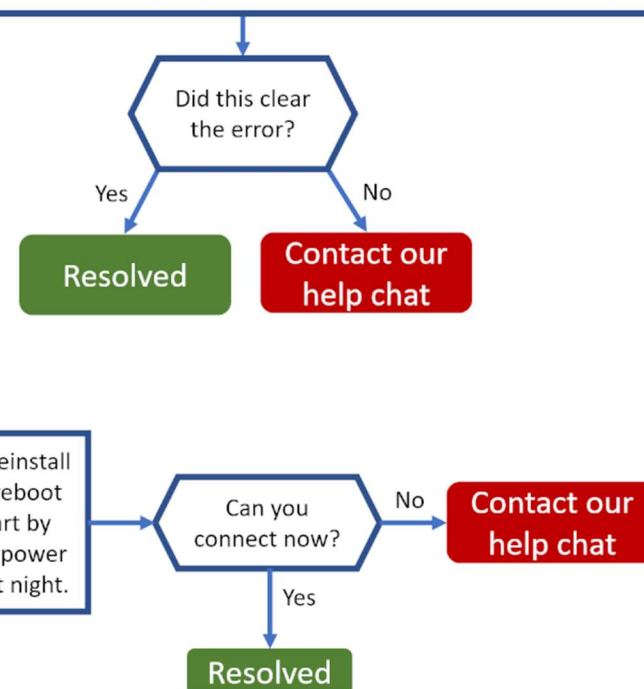 Did this clear
the error?
Yes
No
Resolved
Contact our
help chat
einstall
eboot
art by
power
t night.
Can you
connect now?
No
Contact our
help chat
Yes
Resolved